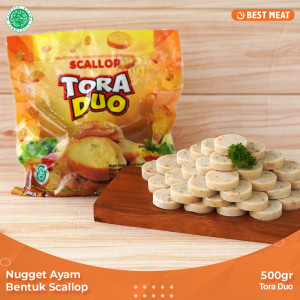 BEST MEAT
SCALLOP
TORA
DUO
Nugget Ayam
Bentuk Scallop
500gr
Tora Duo